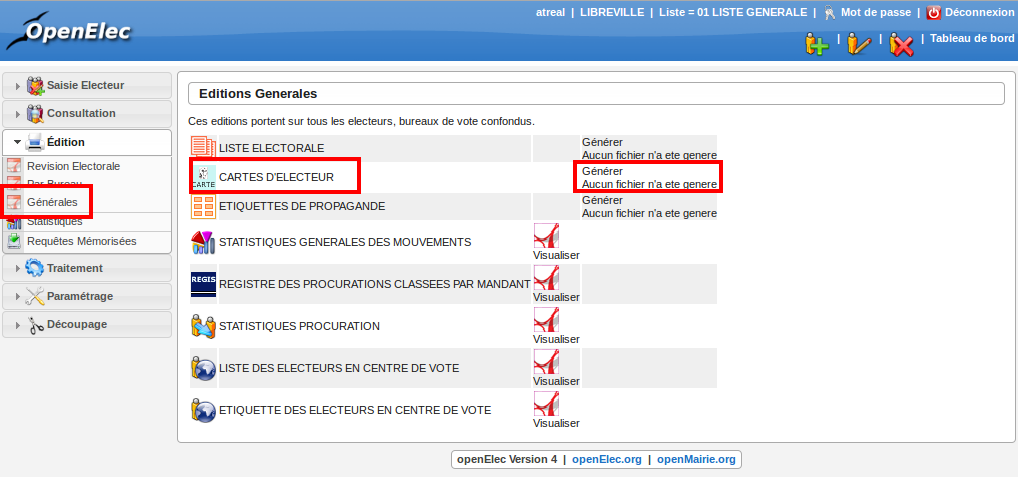 OpenElec
atreal | LIBREVILLE | Liste = 01 LISTE GENERALE | Mot de passe | Déconnexion
| | | Tableau de bord
Saisie Electeur
Consultation
Édition
Revision Electorale
Par Bureau
Générales
Statistiques
Requêtes Mémorisées
Traitement
Paramétrage
Découpage
Editions Generales
Ces editions portent sur tous les electeurs, bureaux de vote confondus.
LISTE ELECTORALE
Générer
Aucun fichier n'a ete genere
CARTE
CARTES D'ELECTEUR
Générer
Aucun fichier n'a ete genere
ETIQUETTES DE PROPAGANDE
Générer
Aucun fichier n'a ete genere
STATISTIQUES GENERALES DES MOUVEMENTS
Visualiser
REGIS
REGISTRE DES PROCURATIONS CLASSEES PAR MANDANT
Visualiser
STATISTIQUES PROCURATION
Visualiser
LISTE DES ELECTEURS EN CENTRE DE VOTE
Visualiser
ETIQUETTE DES ELECTEURS EN CENTRE DE VOTE
Visualiser
openElec Version 4 | openElec.org | openMairie.org